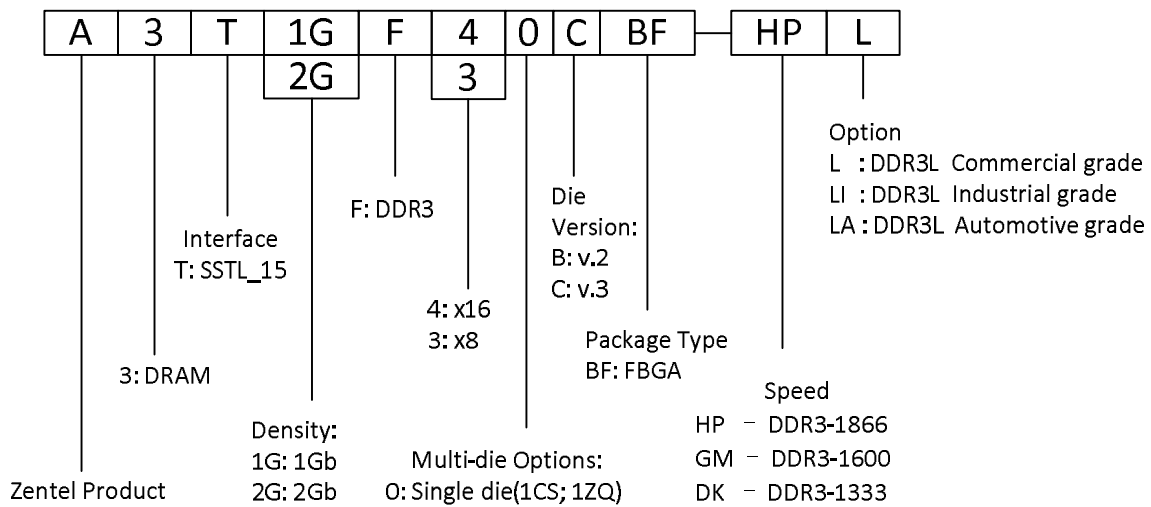 A 3 T 1G F 4 0 C BF HP L
2G 3
Option
L : DDR3L Commercial grade
LI : DDR3L Industrial grade
LA : DDR3L Automotive grade
Die
Version:
B: v.2
C: v.3
F: DDR3
Interface
T: SSTL_15
4: x16
3: x8
Package Type
BF: FBGA
3: DRAM
Speed
HP – DDR3-1866
GM – DDR3-1600
DK – DDR3-1333
Density:
1G: 1Gb
2G: 2Gb
Multi-die Options:
0: Single die(1CS; 1ZQ)
Zentel Product